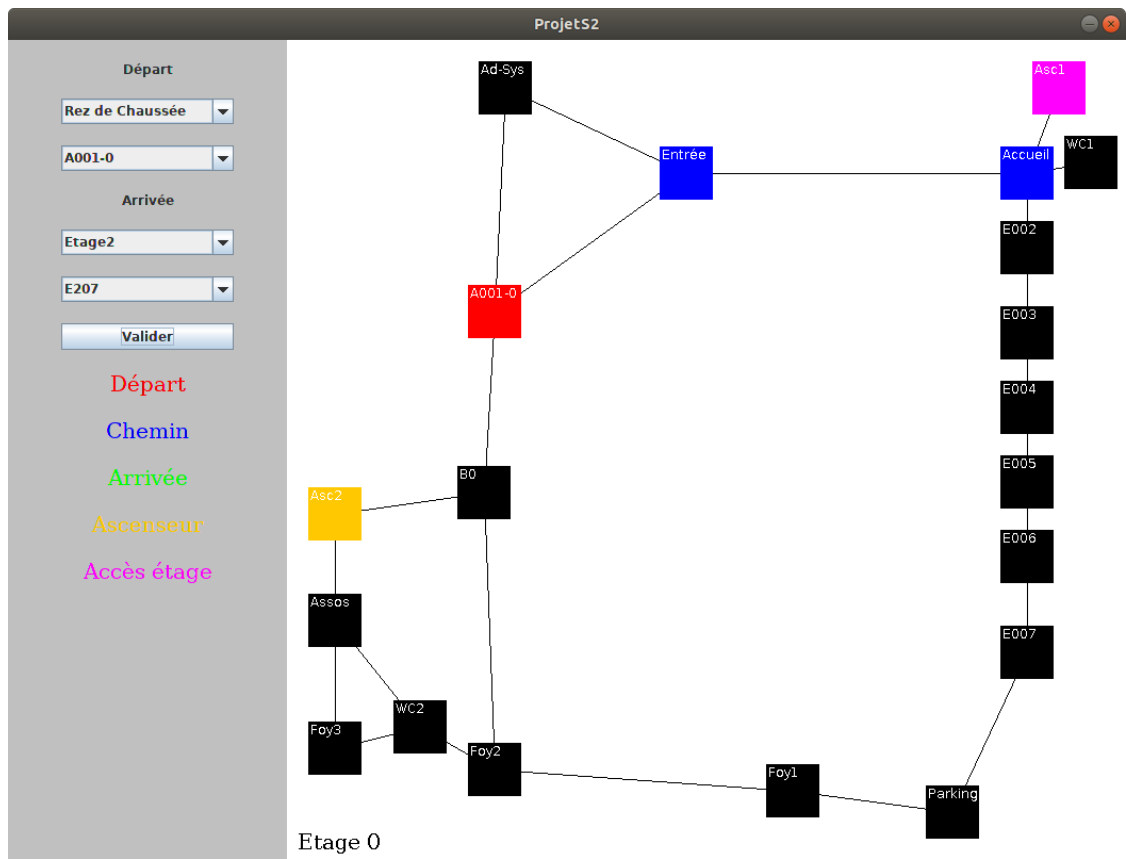 ProjetS2
Départ
Rez de Chaussée
A001-0
Arrivée
Etage2
E207
Valider
Départ
Chemin
Arrivée
Ascenseur
Accès étage
Ad-Sys
Asc1
WC1
Entrée
Accueil
E002
A001-0
E003
E004
E005
B0
Asc2
E006
Assos
E007
WC2
Foy3
Foy2
Foy1
Parking
Etage 0